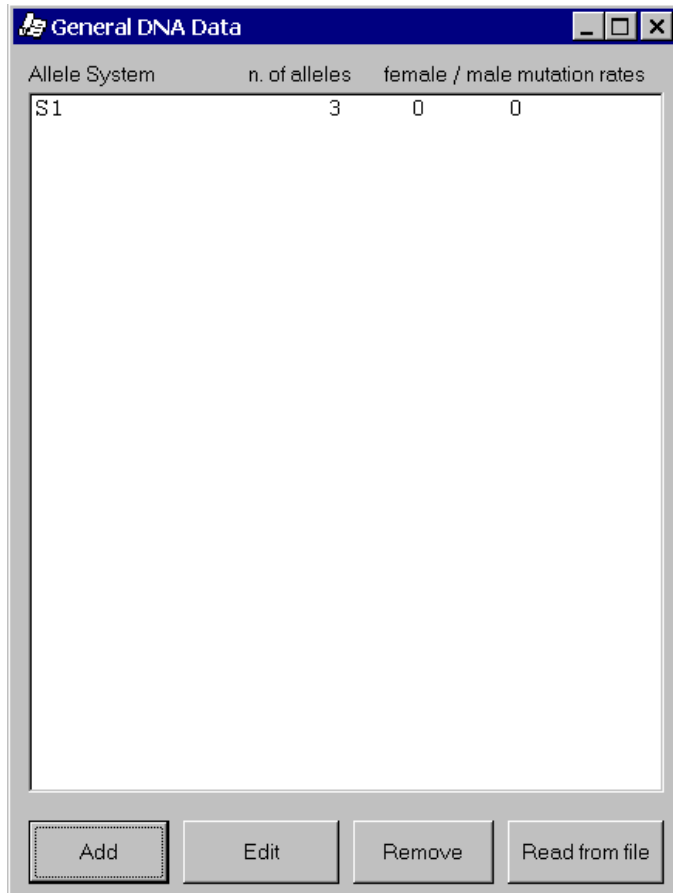 General DNA Data
Allele System n. of alleles female / male mutation rates
S1 3 0 0
Add Edit Remove Read from file